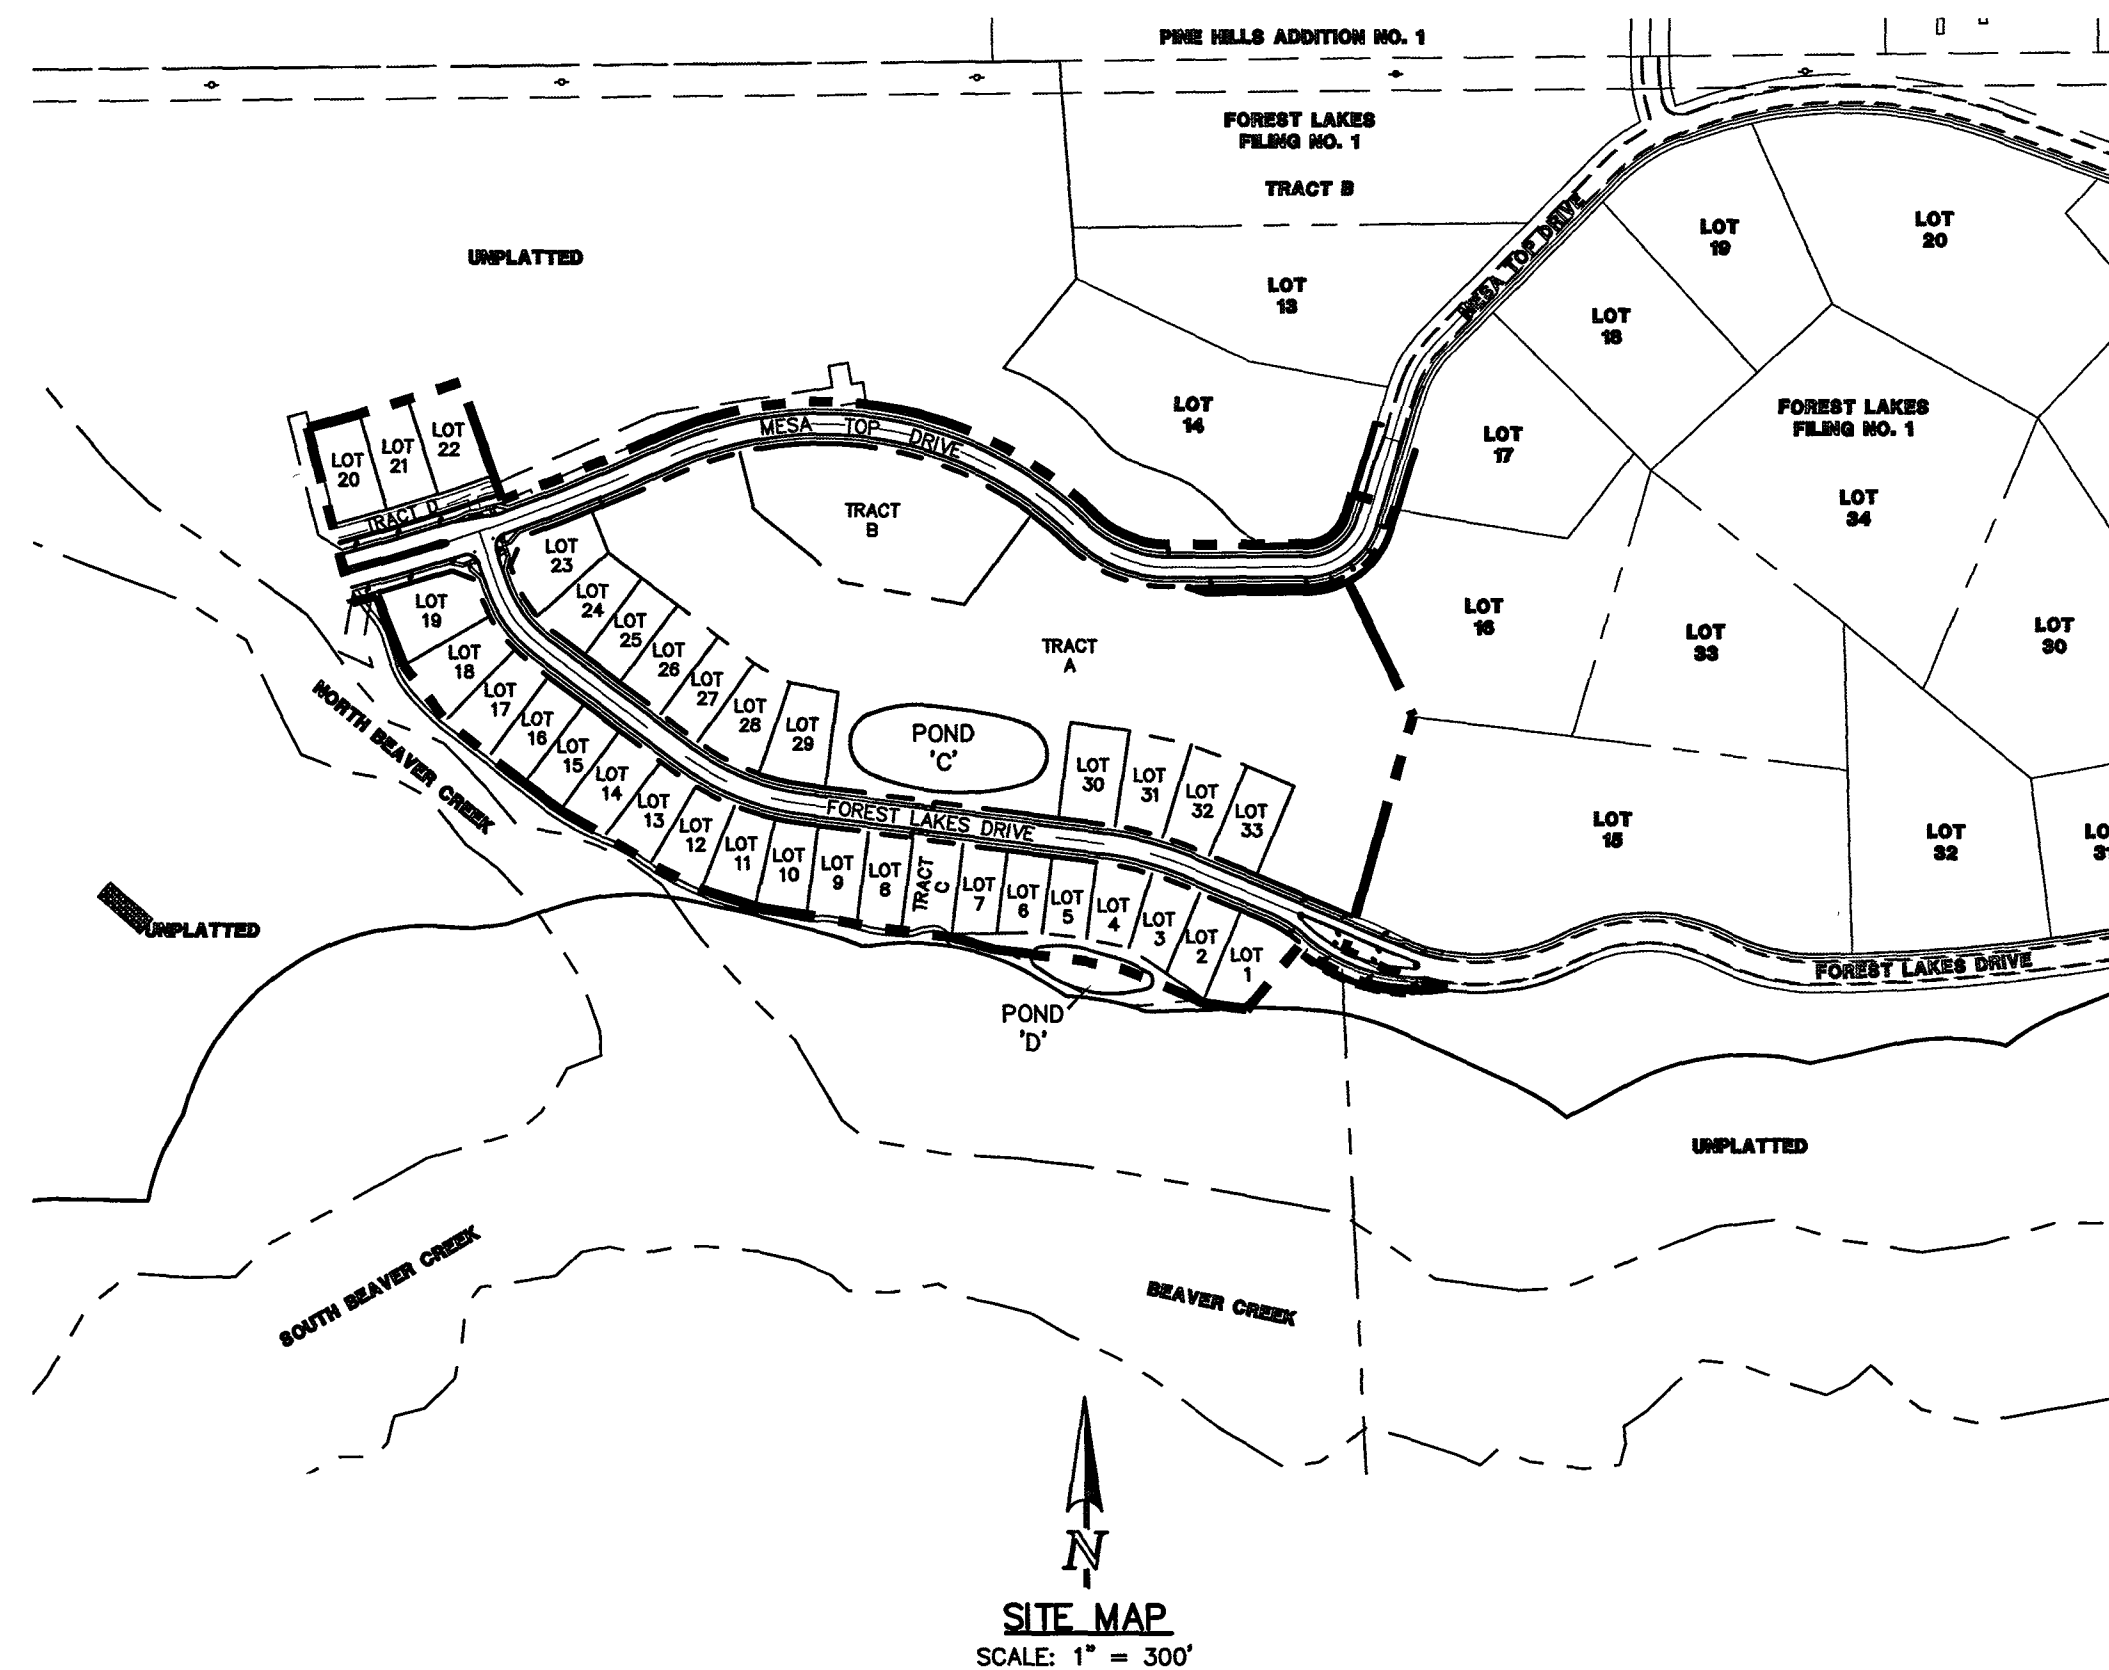 PINE HILLS ADDITION NO. 1
FOREST LAKES
FILING NO. 1
TRACT B
UNPLATTED
LOT
13
LOT
14
MESA TOP DRIVE
LOT
19
LOT
20
LOT
18
LOT
17
FOREST LAKES
FILING NO. 1
LOT
34
LOT
16
LOT
33
LOT
30
LOT
15
LOT
32
LO
31
LOT
20
LOT
21
LOT
22
TRACT D
MESA TOP DRIVE
TRACT
B
TRACT
A
LOT
23
LOT
24
LOT
25
LOT
26
LOT
27
LOT
28
LOT
29
POND
'C'
LOT
30
LOT
31
LOT
32
LOT
33
LOT
19
LOT
18
LOT
17
LOT
16
LOT
15
LOT
14
LOT
13
LOT
12
LOT
11
LOT
10
LOT
9
LOT
8
TRACT
C
LOT
7
LOT
6
LOT
5
LOT
4
LOT
3
LOT
2
LOT
1
FOREST LAKES DRIVE
FOREST LAKES DRIVE
NORTH BEAVER CREEK
UNPLATTED
POND
'D'
UNPLATTED
SOUTH BEAVER CREEK
BEAVER CREEK
N
SITE MAP
SCALE: 1" = 300'